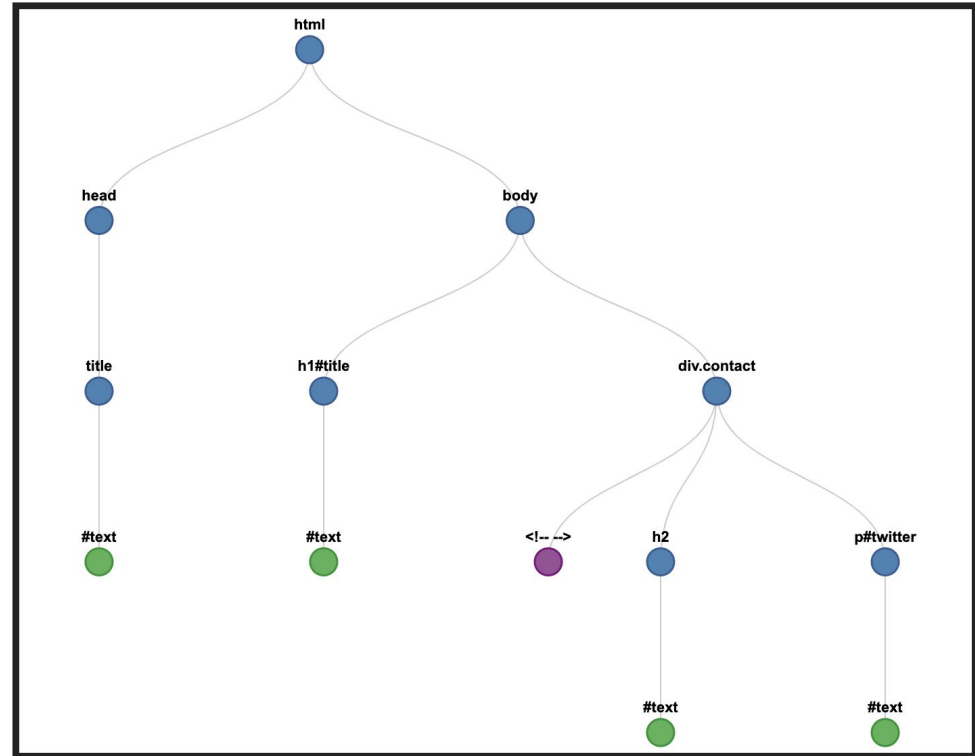 html
head body
title h1#title div.contact
#text #text <!-- --> h2 p#twitter
#text #text